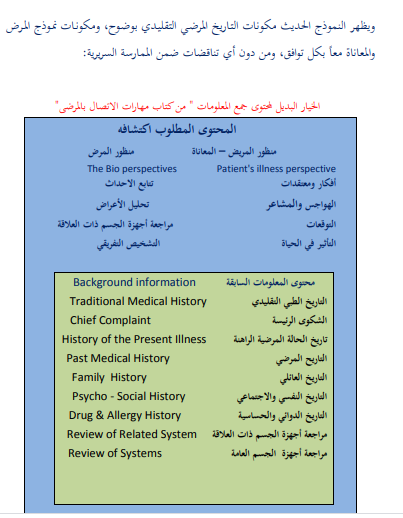 ويظهر النموذج الحديث مكونات التاريخ المرضي التقليدي بوضوح، ومكونات نموذج المرض
والمعاناة معاً بكل توافق، ومن دون أي تناقضات ضمن الممارسة السريرية:
الخيار البديل لمحتوى جمع المعلومات " من كتاب مهارات الاتصال بالمرضى"
المحتوى المطلوب اكتشافه
منظور المريض – المعاناة منظور المرض
The Bio perspectives Patient's illness perspective
أفكار ومعتقدات تتابع الاحداث
الهواجس والمشاعر تحليل الأعراض
التوقعات مراجعة أجهزة الجسم ذات العلاقة
التأثير في الحياة التشخيص التفريقي
Background information محتوى المعلومات السابقة
Traditional Medical History التاريخ الطبي التقليدي
Chief Complaint الشكوى الرئيسة
History of the Present Illness تاريخ الحالة المرضية الراهنة
Past Medical History التاريخ المرضي
Family History التاريخ العائلي
Psycho - Social History التاريخ النفسي والاجتماعي
Drug & Allergy History التاريخ الدوائي والحساسية
Review of Related System مراجعة أجهزة الجسم ذات العلاقة
Review of Systems مراجعة أجهزة الجسم العامة